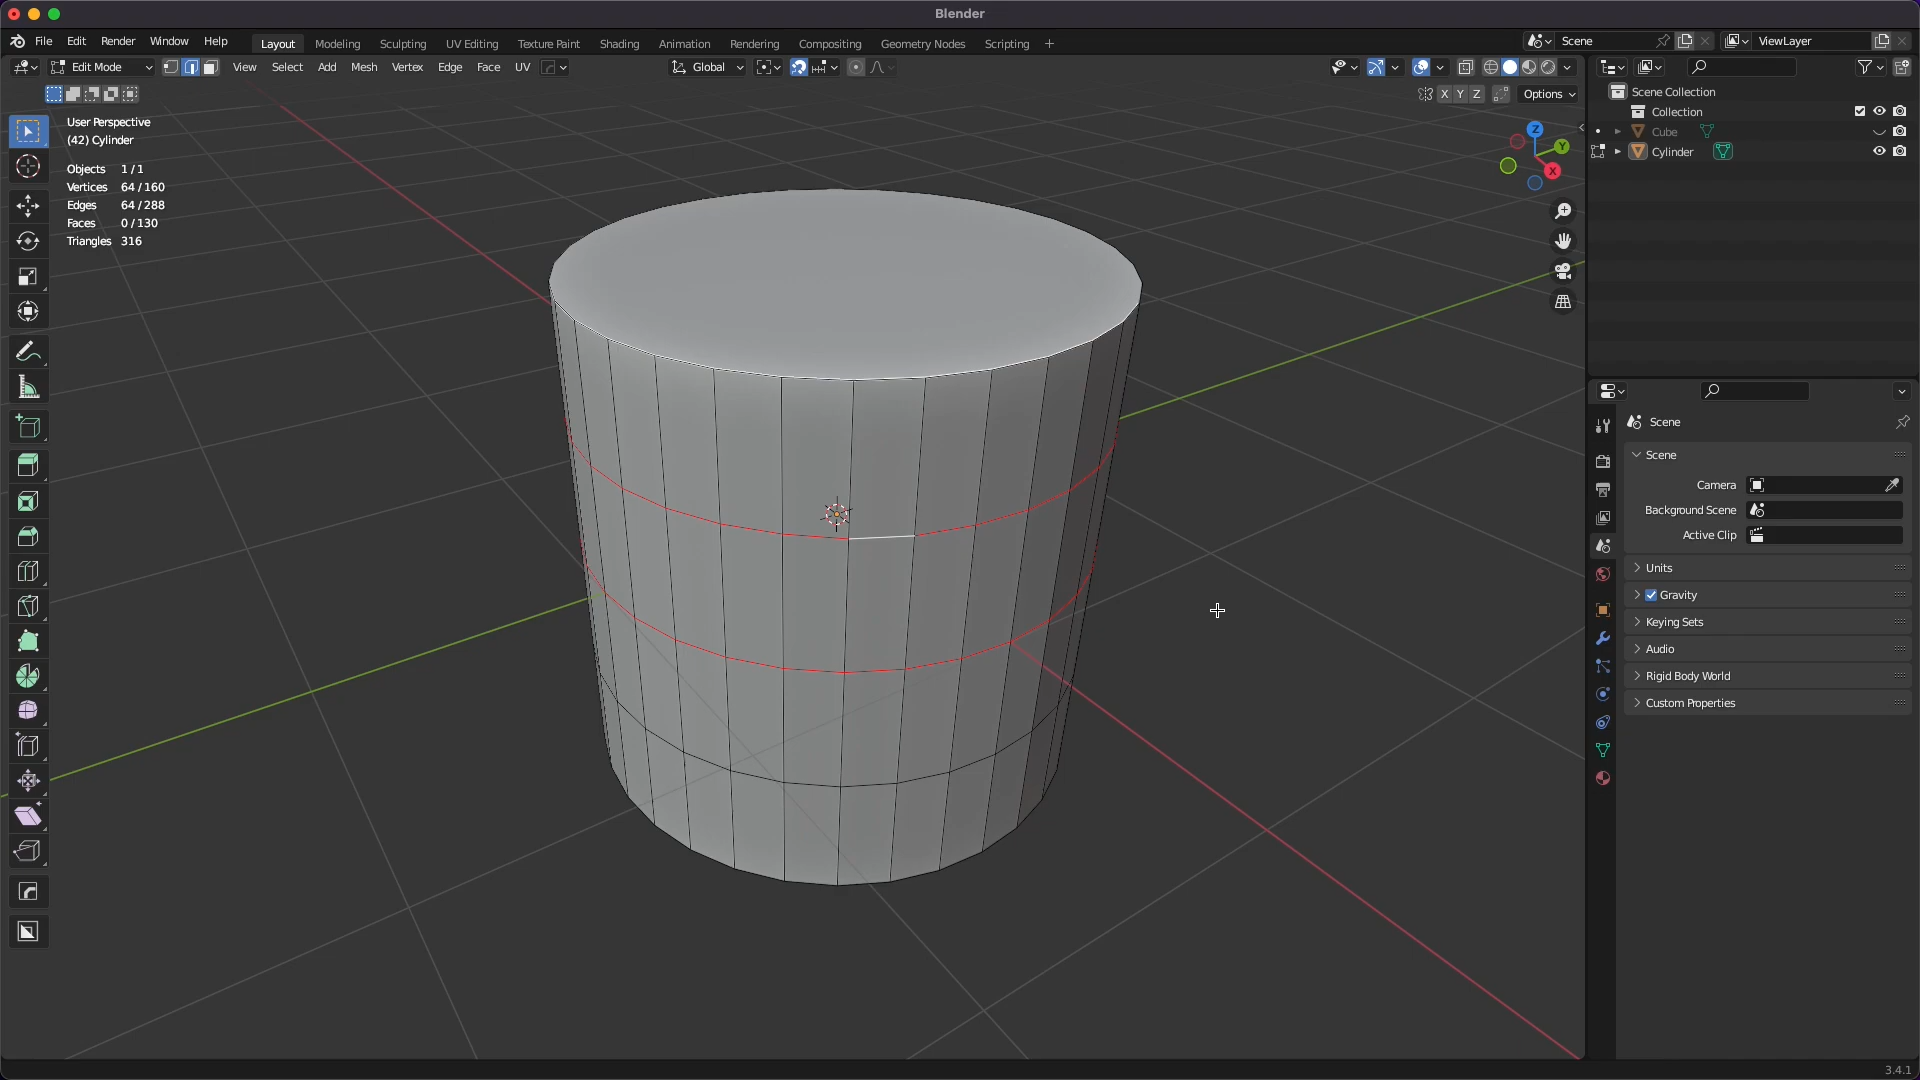 Blender
File Edit Render Window Help Layout Modeling Sculpting UV Editing Texture Paint Shading Animation Rendering Compositing Geometry Nodes Scripting + Scene ViewLayer
Edit Mode View Select Add Mesh Vertex Edge Face UV Global
X Y Z Options
User Perspective
(42) Cylinder
Objects 1/1
Vertices 64/160
Edges 64/288
Faces 0/130
Triangles 316
Z
Y
X
Scene Collection
Collection
Cube
Cylinder
Scene
Scene
Camera
Background Scene
Active Clip
Units
Gravity
Keying Sets
Audio
Rigid Body World
Custom Properties
3.4.1